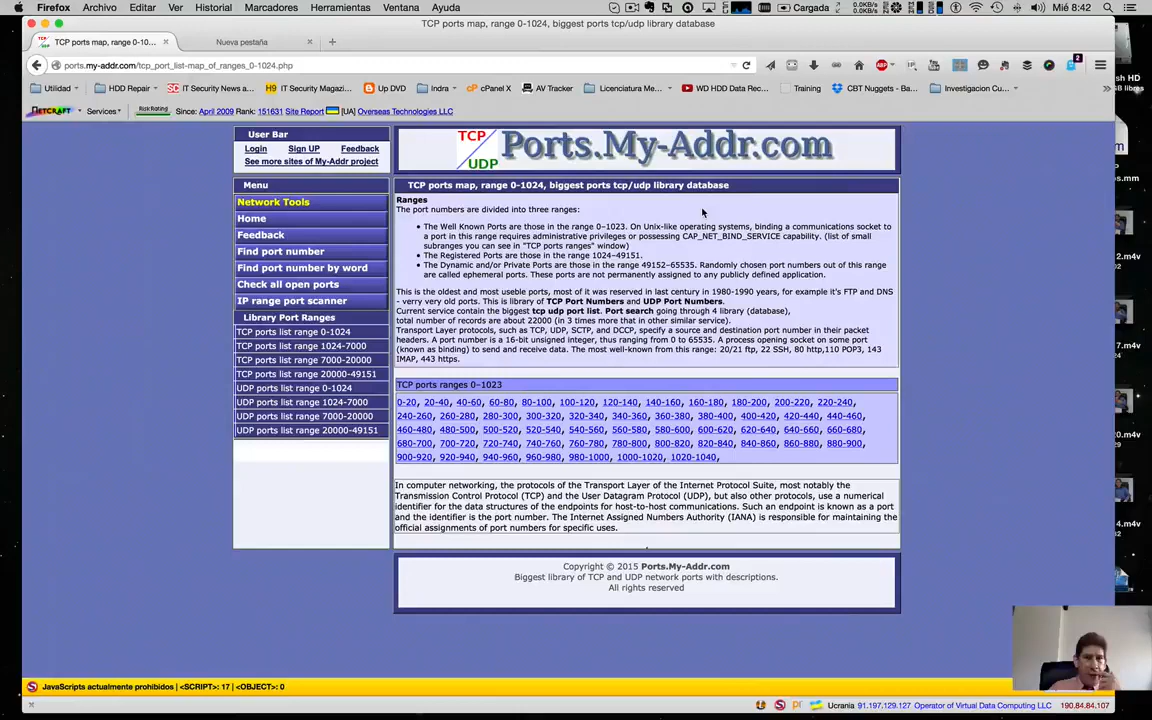 Firefox Archivo Editar Ver Historial Marcadores Herramientas Ventana Ayuda Cargada Mié 8:42
TCP ports map, range 0-1024, biggest ports tcp/udp library database
TCP ports map, range 0-10... × Nueva pestaña × +
ports.my-addr.com/tcp_port_list-map_of_ranges_0-1024.php
Utilidad HDD Repair IT Security News a... IT Security Magazi... Up DVD Indra cPanel X AV Tracker Licenciatura Me... WD HDD Data Rec... Training CBT Nuggets - Ba... Investigacion Cu...
NETCRAFT Services Risk Rating Since: April 2009 Rank: 151631 Site Report [UA] Overseas Technologies LLC
User Bar
Login Sign UP Feedback
See more sites of My-Addr project
TCP
UDP
Ports.My-Addr.com
Menu
Network Tools
Home
Feedback
Find port number
Find port number by word
Check all open ports
IP range port scanner
Library Port Ranges
TCP ports list range 0-1024
TCP ports list range 1024-7000
TCP ports list range 7000-20000
TCP ports list range 20000-49151
UDP ports list range 0-1024
UDP ports list range 1024-7000
UDP ports list range 7000-20000
UDP ports list range 20000-49151
TCP ports map, range 0-1024, biggest ports tcp/udp library database
Ranges
The port numbers are divided into three ranges:
• The Well Known Ports are those in the range 0–1023. On Unix-like operating systems, binding a communications socket to
a port in this range requires administrative privileges or possessing CAP_NET_BIND_SERVICE capability. (list of small
subranges you can see in "TCP ports ranges" window)
• The Registered Ports are those in the range 1024–49151.
• The Dynamic and/or Private Ports are those in the range 49152–65535. Randomly chosen port numbers out of this range
are called ephemeral ports. These ports are not permanently assigned to any publicly defined application.
This is the oldest and most useble ports, most of it was reserved in last century in 1980-1990 years, for example it's FTP and DNS
- verry very old ports. This is library of TCP Port Numbers and UDP Port Numbers.
Current service contain the biggest tcp udp port list. Port search going through 4 library (database),
total number of records are about 22000 (in 3 times more that in other similar service).
Transport Layer protocols, such as TCP, UDP, SCTP, and DCCP, specify a source and destination port number in their packet
headers. A port number is a 16-bit unsigned integer, thus ranging from 0 to 65535. A process opening socket on some port
(known as binding) to send and receive data. The most well-known from this range: 20/21 ftp, 22 SSH, 80 http,110 POP3, 143
IMAP, 443 https.
TCP ports ranges 0–1023
0-20, 20-40, 40-60, 60-80, 80-100, 100-120, 120-140, 140-160, 160-180, 180-200, 200-220, 220-240,
240-260, 260-280, 280-300, 300-320, 320-340, 340-360, 360-380, 380-400, 400-420, 420-440, 440-460,
460-480, 480-500, 500-520, 520-540, 540-560, 560-580, 580-600, 600-620, 620-640, 640-660, 660-680,
680-700, 700-720, 720-740, 740-760, 760-780, 780-800, 800-820, 820-840, 840-860, 860-880, 880-900,
900-920, 920-940, 940-960, 960-980, 980-1000, 1000-1020, 1020-1040,
In computer networking, the protocols of the Transport Layer of the Internet Protocol Suite, most notably the
Transmission Control Protocol (TCP) and the User Datagram Protocol (UDP), but also other protocols, use a numerical
identifier for the data structures of the endpoints for host-to-host communications. Such an endpoint is known as a port
and the identifier is the port number. The Internet Assigned Numbers Authority (IANA) is responsible for maintaining the
official assignments of port numbers for specific uses.
Copyright © 2015 Ports.My-Addr.com
Biggest library of TCP and UDP network ports with descriptions.
All rights reserved
JavaScripts actualmente prohibidos | <SCRIPT>: 17 | <OBJECT>: 0
Ucrania 91.197.129.127 Operator of Virtual Data Computing LLC 190.84.84.107